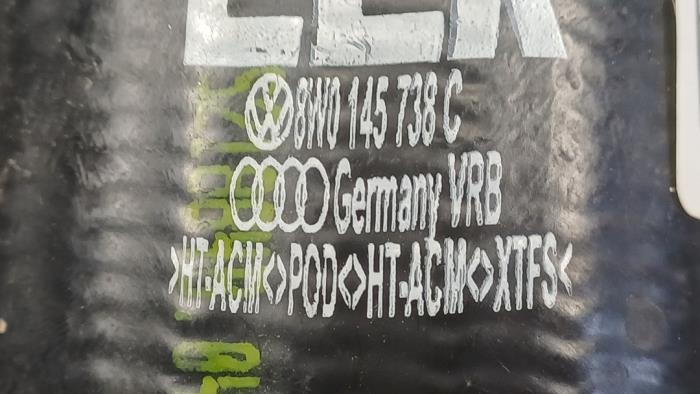 8W0 145 738 C
Germany VRB
>HT-ACM<>POD<>HT-ACM<>XTFS<